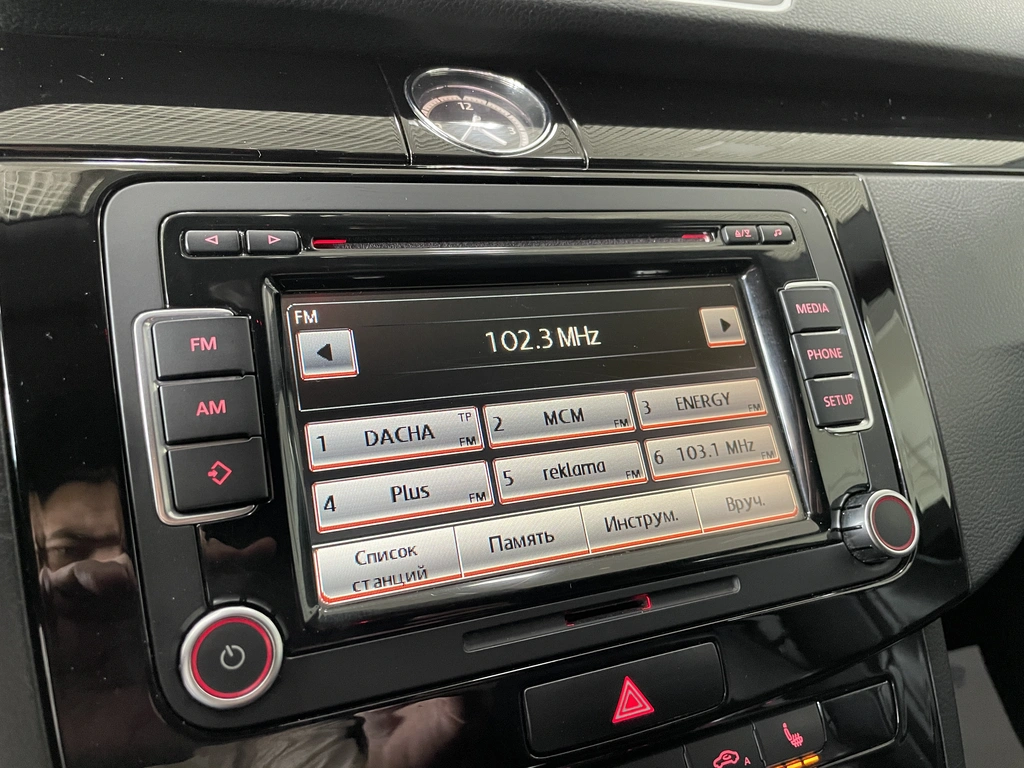 12
FM
MEDIA
FM
102.3 MHz
PHONE
AM
SETUP
1 DACHA TP FM
2 MCM FM
3 ENERGY FM
4 Plus FM
5 reklama FM
6 103.1 MHz FM
Список станций
Память
Инструм.
Вруч.
A